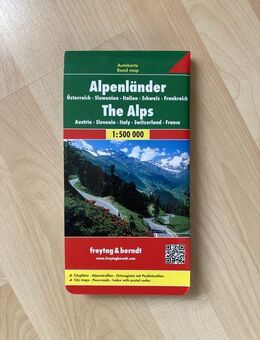 Autokarte
Road map
Alpenländer
Österreich · Slowenien · Italien · Schweiz · Frankreich
The Alps
Austria · Slovenia · Italy · Switzerland · France
1:500 000
freytag & berndt
www.freytagberndt.com
Citypläne · Alpenstraßen · Ortsregister mit Postleitzahlen
City maps · Pass-roads · Index with postal codes